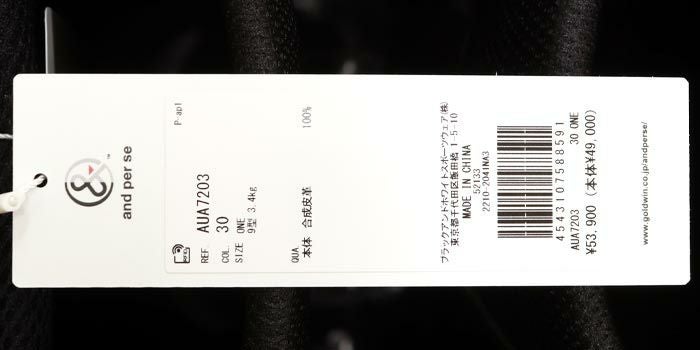 and per se
P-ap1
REF. AUA7203
COL. 30
SIZE ONE
9型 3.4kg
QUA.
本体 合成皮革 100%
ブラックアンドホワイトスポーツウェア(株)
東京都千代田区飯田橋 1-5-10
MADE IN CHINA
59133
2210-2041NA3
4543107588591
AUA7203 30 ONE
¥53,900 (本体¥49,000)
www.goldwin.co.jp/andperse/